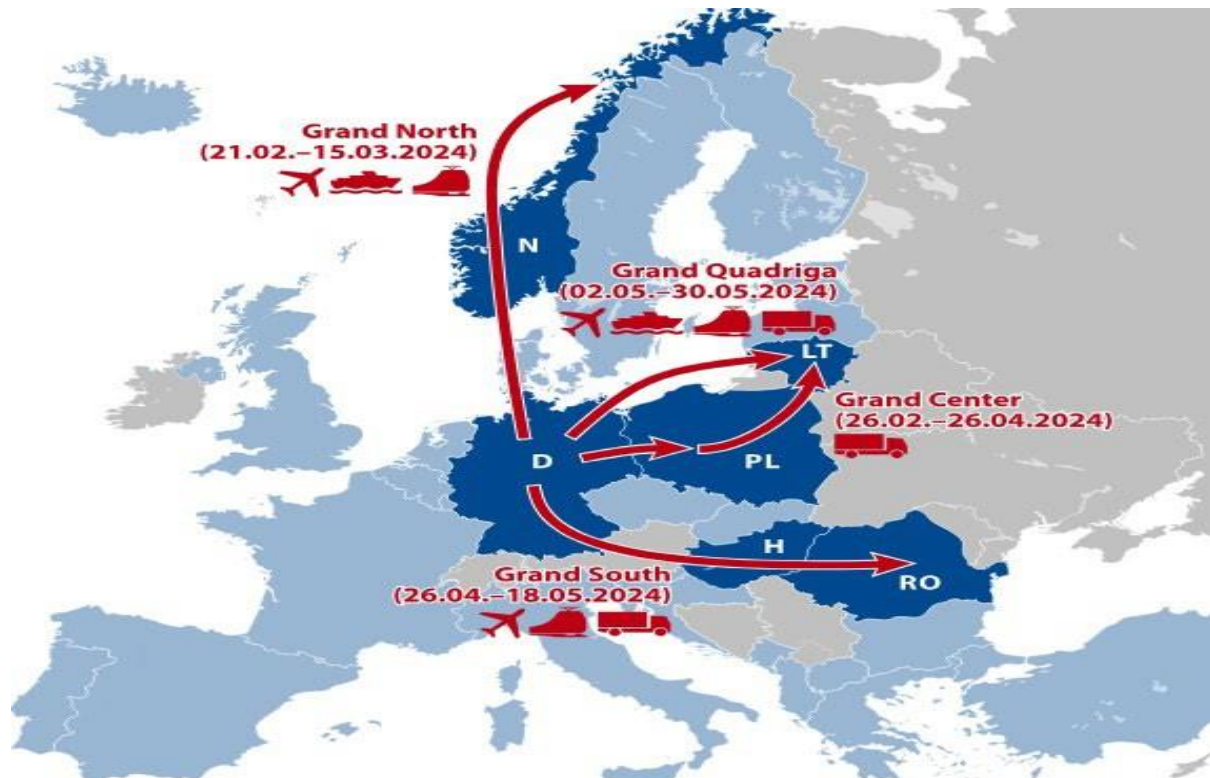 Grand North
(21.02.–15.03.2024)
N
Grand Quadriga
(02.05.–30.05.2024)
LT
Grand Center
(26.02.–26.04.2024)
D
PL
H
Grand South
(26.04.–18.05.2024)
RO